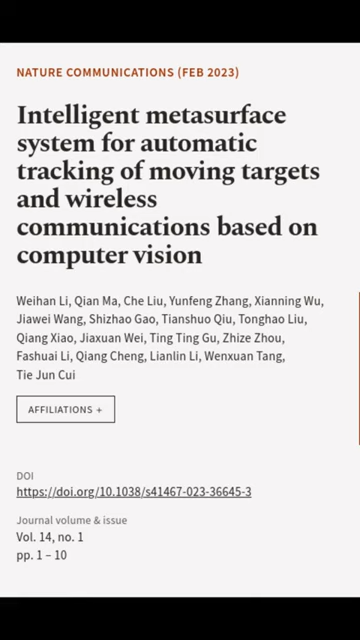 NATURE COMMUNICATIONS (FEB 2023)
Intelligent metasurface
system for automatic
tracking of moving targets
and wireless
communications based on
computer vision
Weihan Li, Qian Ma, Che Liu, Yunfeng Zhang, Xianning Wu,
Jiawei Wang, Shizhao Gao, Tianshuo Qiu, Tonghao Liu,
Qiang Xiao, Jiaxuan Wei, Ting Ting Gu, Zhize Zhou,
Fashuai Li, Qiang Cheng, Lianlin Li, Wenxuan Tang,
Tie Jun Cui
AFFILIATIONS +
DOI
https://doi.org/10.1038/s41467-023-36645-3
Journal volume & issue
Vol. 14, no. 1
pp. 1 – 10